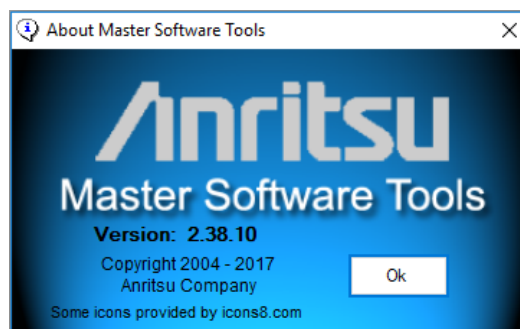 About Master Software Tools
Anritsu
Master Software Tools
Version: 2.38.10
Copyright 2004 - 2017
Anritsu Company
Ok
Some icons provided by icons8.com